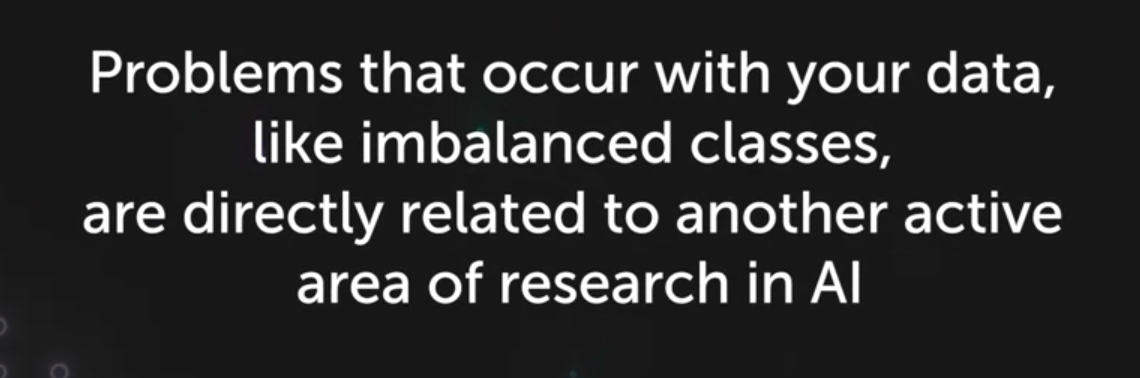 Problems that occur with your data,
like imbalanced classes,
are directly related to another active
area of research in AI